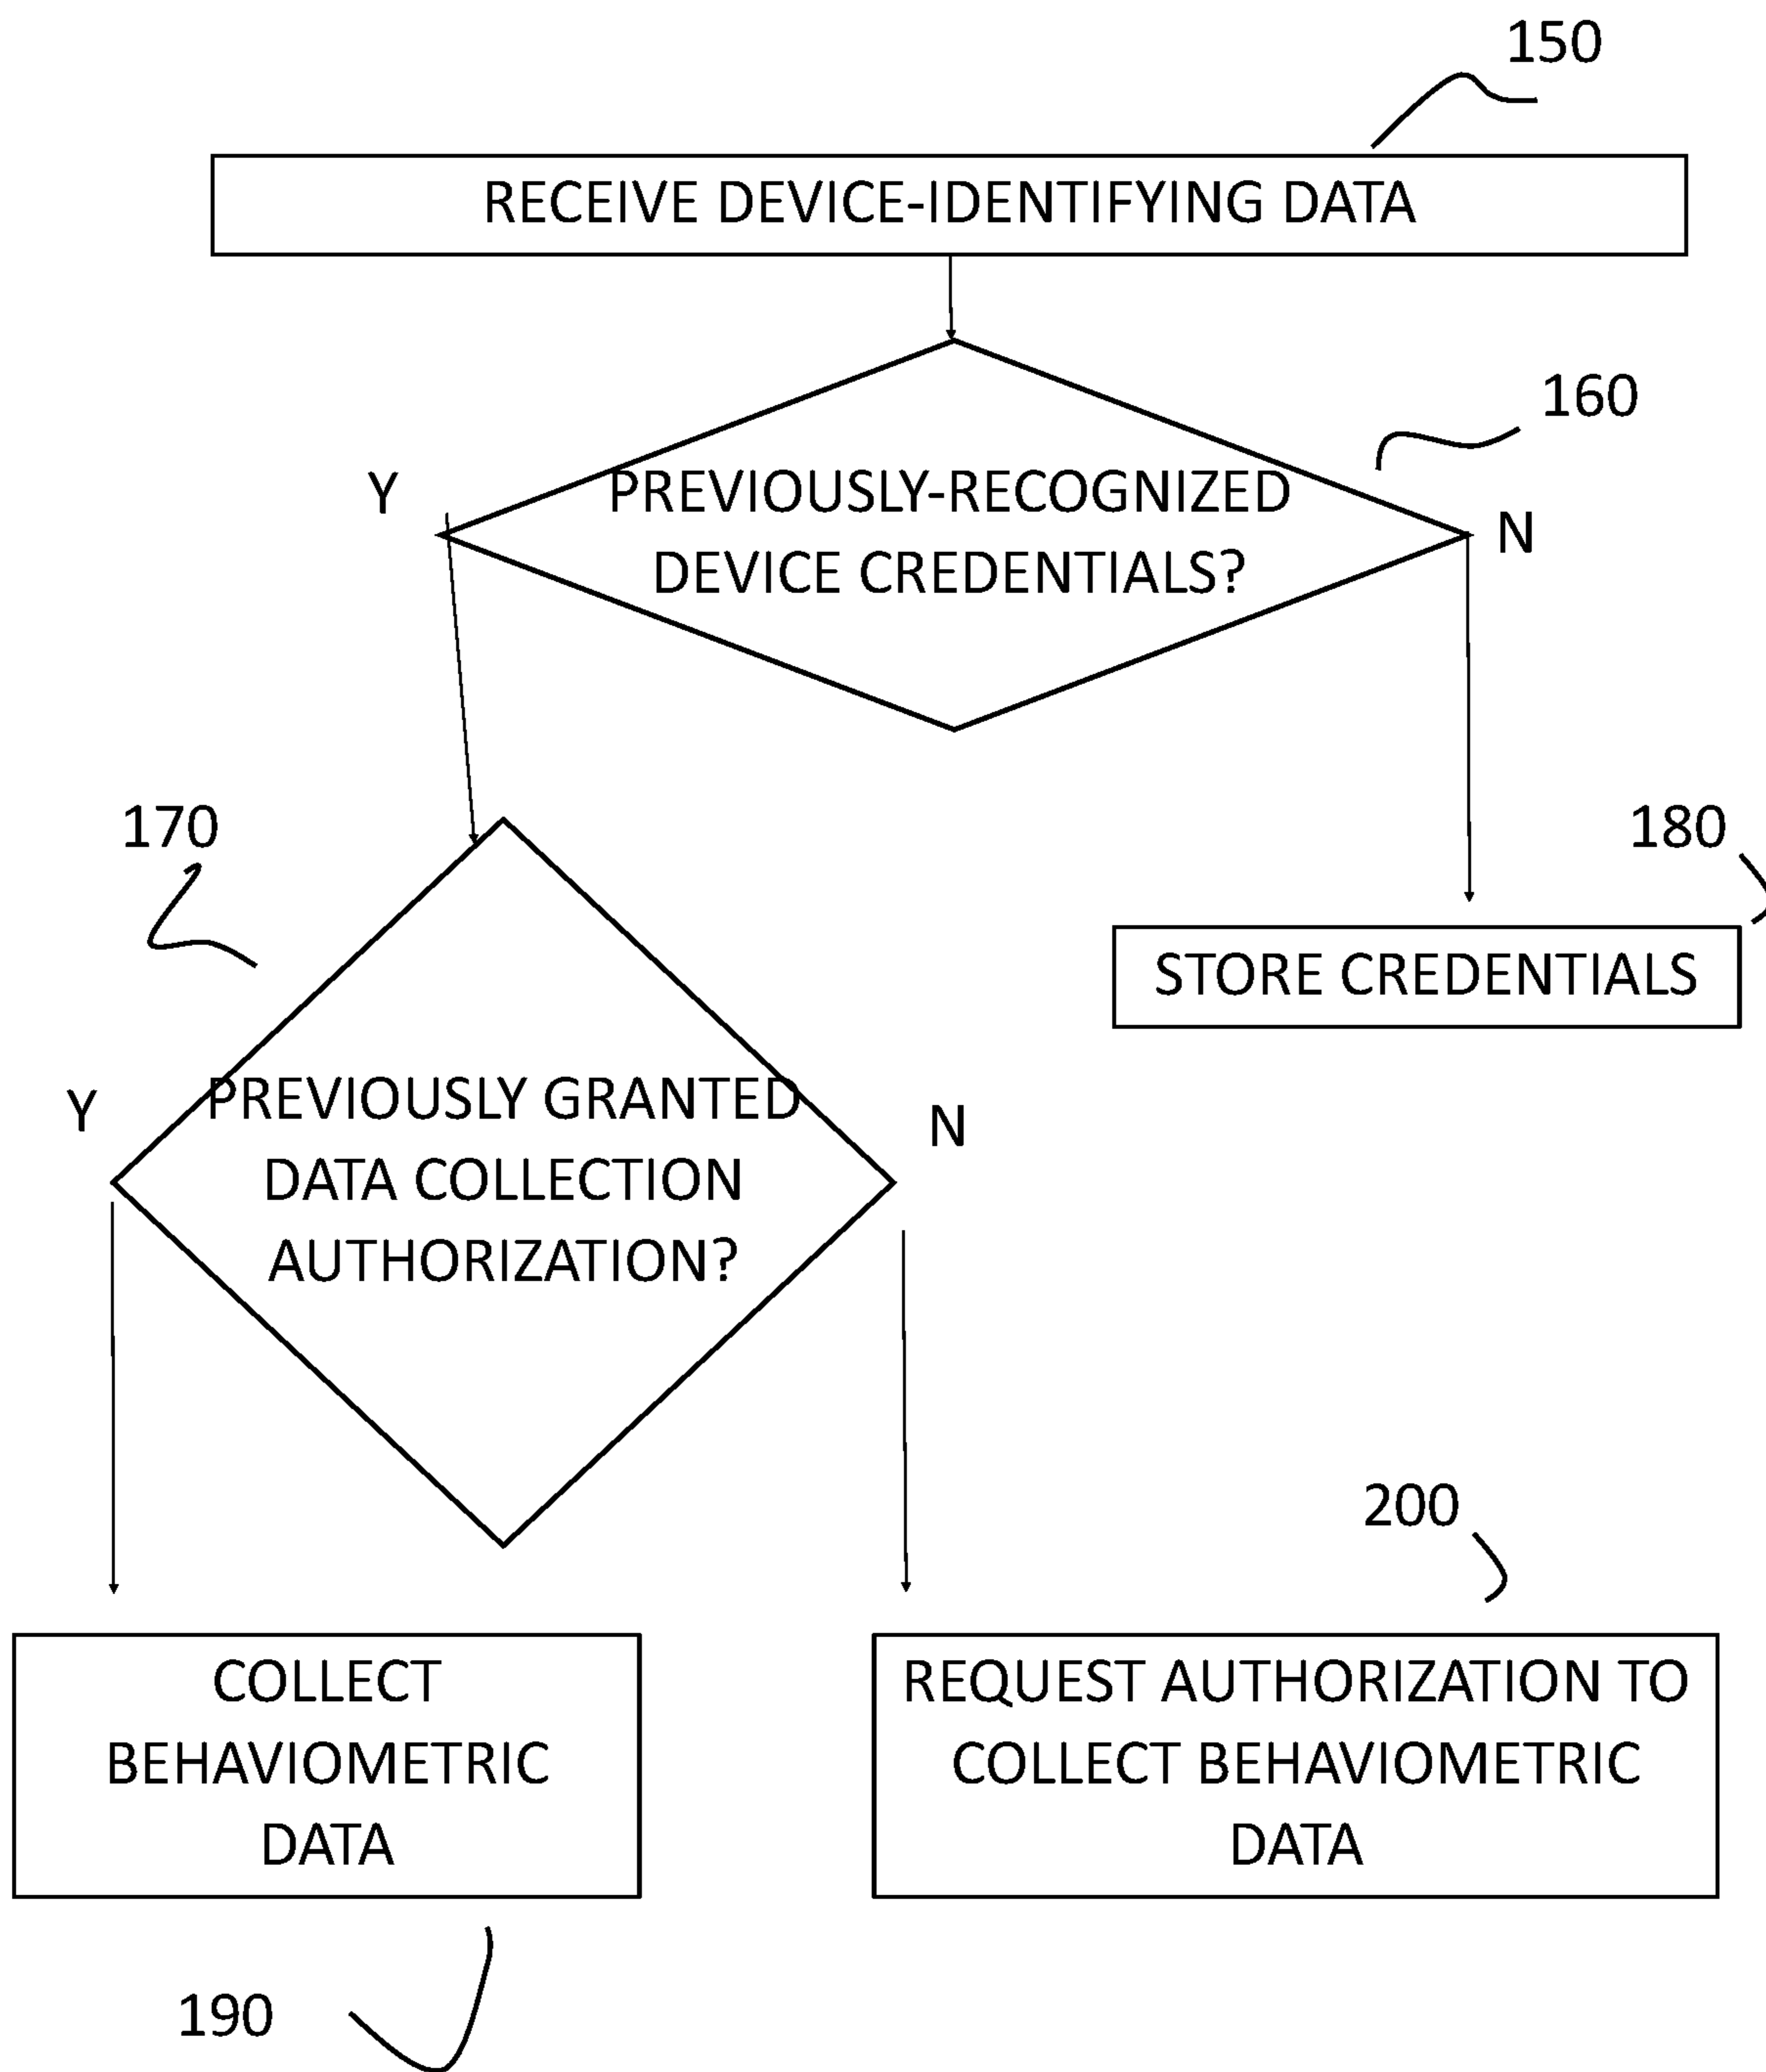 150
RECEIVE DEVICE-IDENTIFYING DATA
160
Y
PREVIOUSLY-RECOGNIZED
DEVICE CREDENTIALS?
N
170
180
STORE CREDENTIALS
Y
PREVIOUSLY GRANTED
DATA COLLECTION
AUTHORIZATION?
N
200
COLLECT
BEHAVIOMETRIC
DATA
REQUEST AUTHORIZATION TO
COLLECT BEHAVIOMETRIC
DATA
190